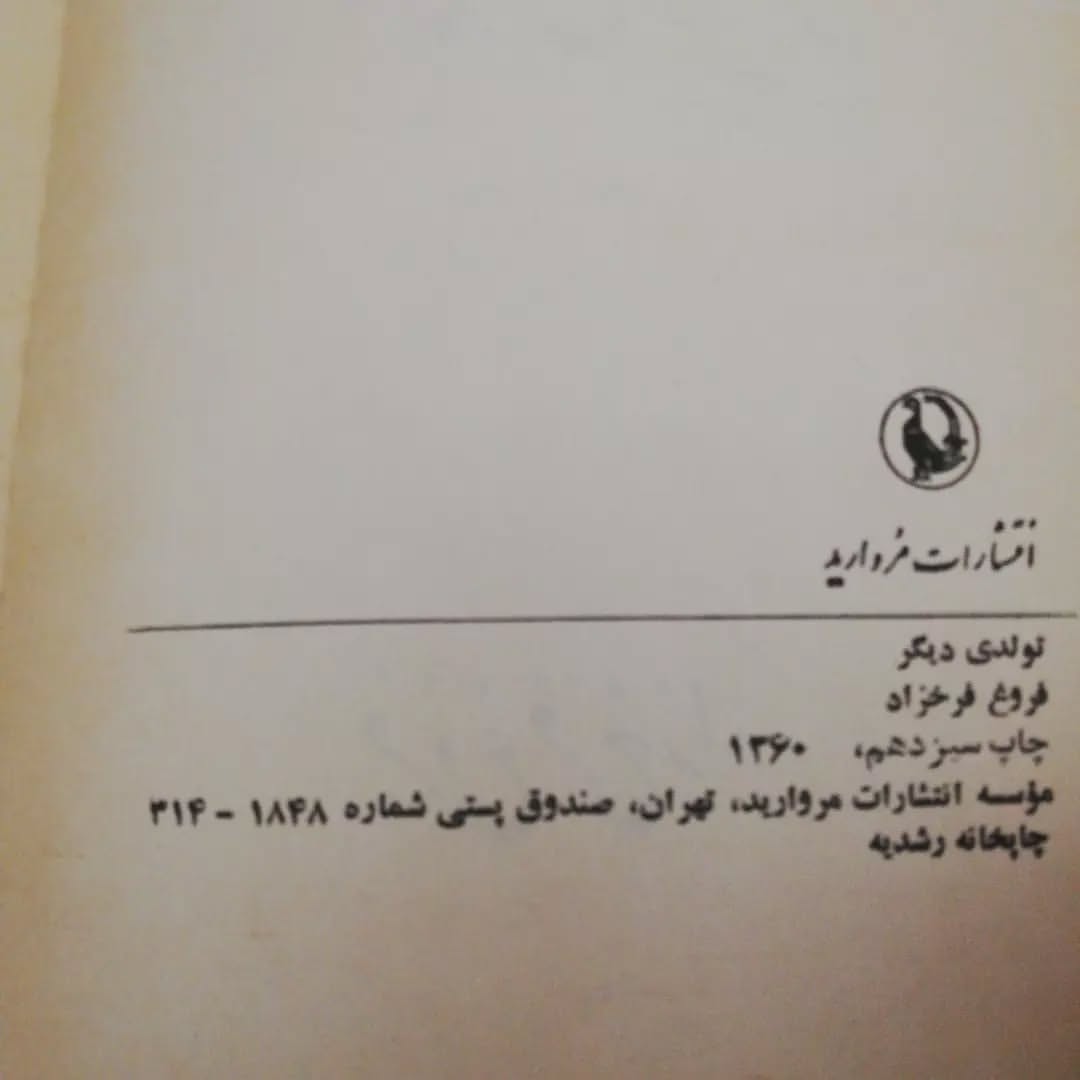 انتشارات مُروارید
تولدی دیگر
فروغ فرخزاد
چاپ سیزدهم، ۱۳۶۰
مؤسسه انتشارات مروارید، تهران، صندوق پستی شماره ۱۸۴۸ - ۳۱۴
چاپخانه رشدیه